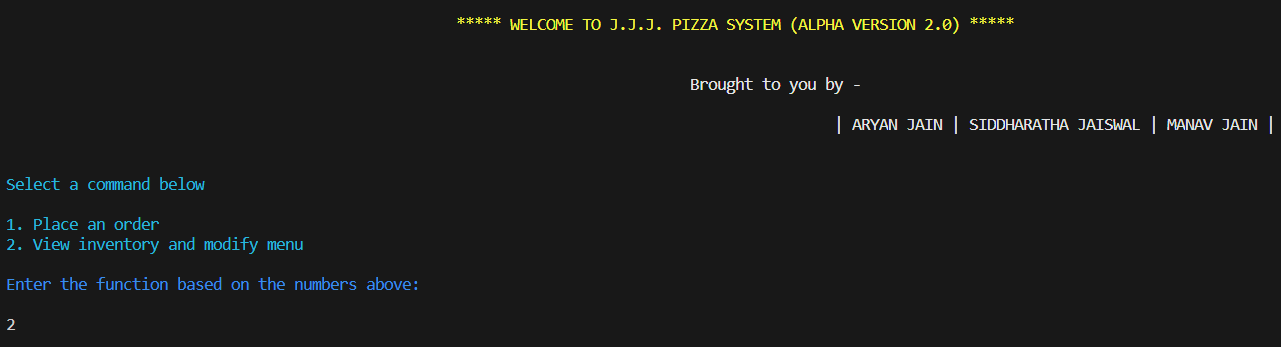 ***** WELCOME TO J.J.J. PIZZA SYSTEM (ALPHA VERSION 2.0) *****
Brought to you by -
| ARYAN JAIN | SIDDHARATHA JAISWAL | MANAV JAIN |
Select a command below
1. Place an order
2. View inventory and modify menu
Enter the function based on the numbers above:
2